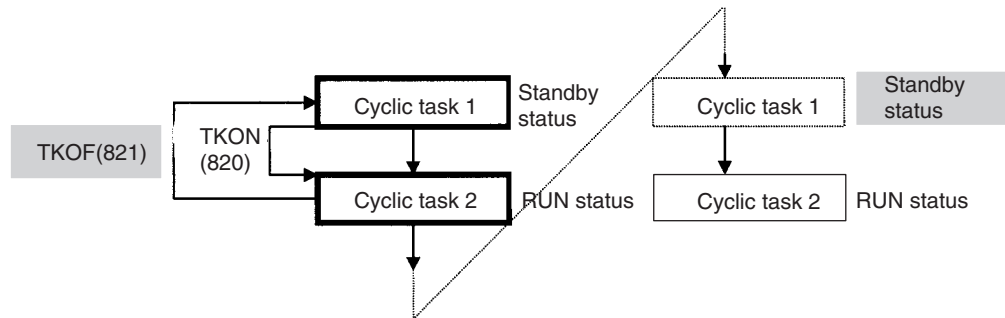 Cyclic task 1
Standby
status
TKON
(820)
TKOF(821)
Cyclic task 2
RUN status
Cyclic task 1
Standby
status
Cyclic task 2
RUN status